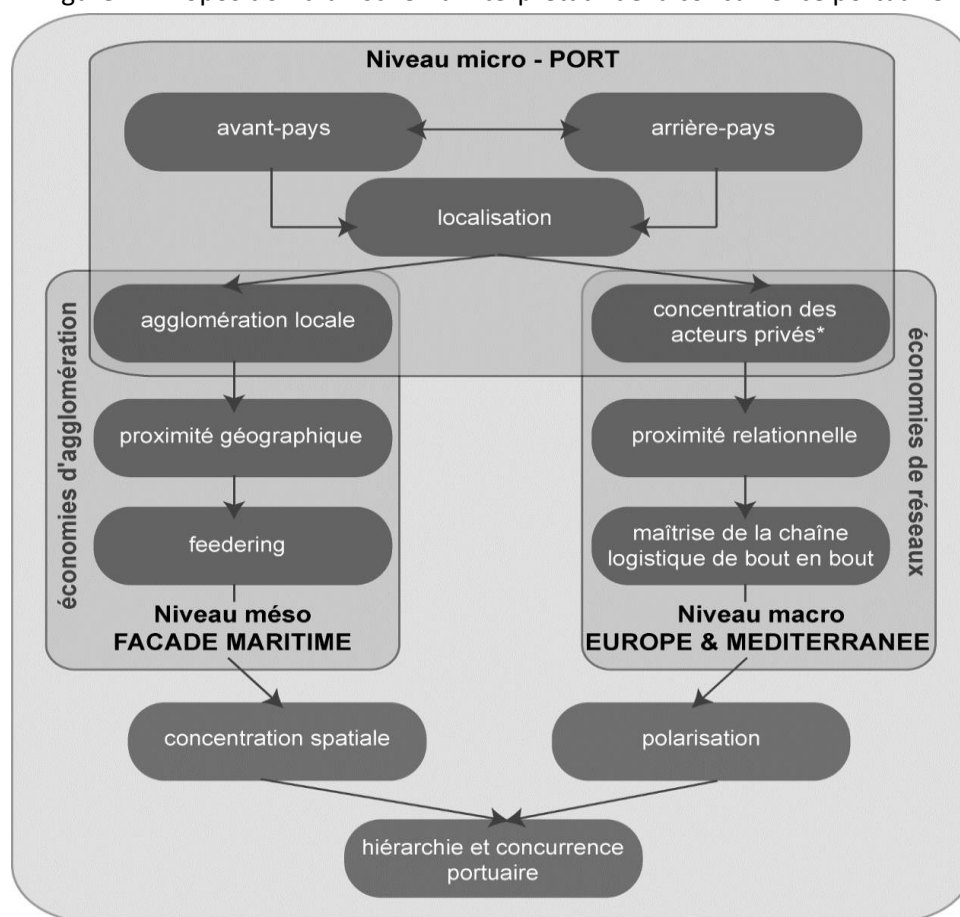 Niveau micro - PORT
avant-pays
arrière-pays
localisation
économies d'agglomération
agglomération locale
concentration des
acteurs privés*
économies de réseaux
proximité géographique
proximité relationnelle
feedering
maîtrise de la chaîne
logistique de bout en bout
Niveau méso
FACADE MARITIME
Niveau macro
EUROPE & MEDITERRANEE
concentration spatiale
polarisation
hiérarchie et concurrence
portuaire